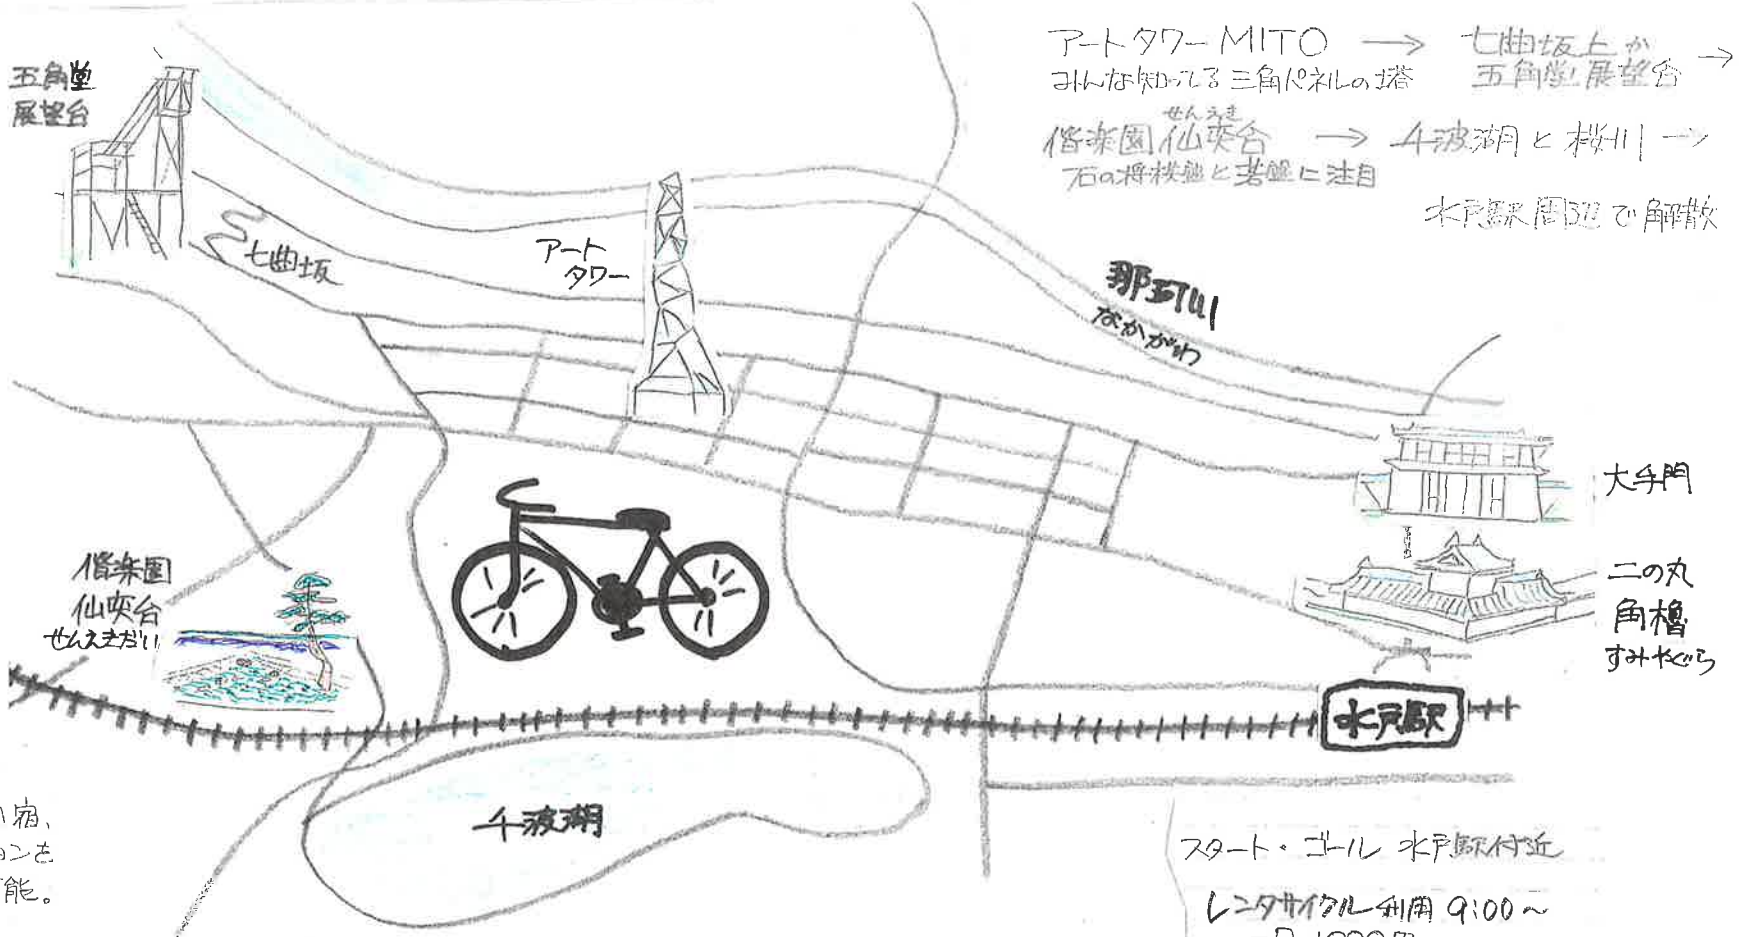 アートタワーMITO → 七曲坂上か
五角堂展望台 →
みんな知ってる三角パネルの塔
偕楽園仙奕台 → 千波湖と桜川 →
せんえき
石の将棋盤と碁盤に注目
水戸駅周辺で解散
五角堂
展望台
七曲坂
アート
タワー
那珂川
なかがわ
大手門
二の丸
角櫓
すみやぐら
偕楽園
仙奕台
せんえきだい
水戸駅
千波湖
宿、
ョンを
能。
スタート・ゴール 水戸駅付近
レンタサイクル利用 9:00〜